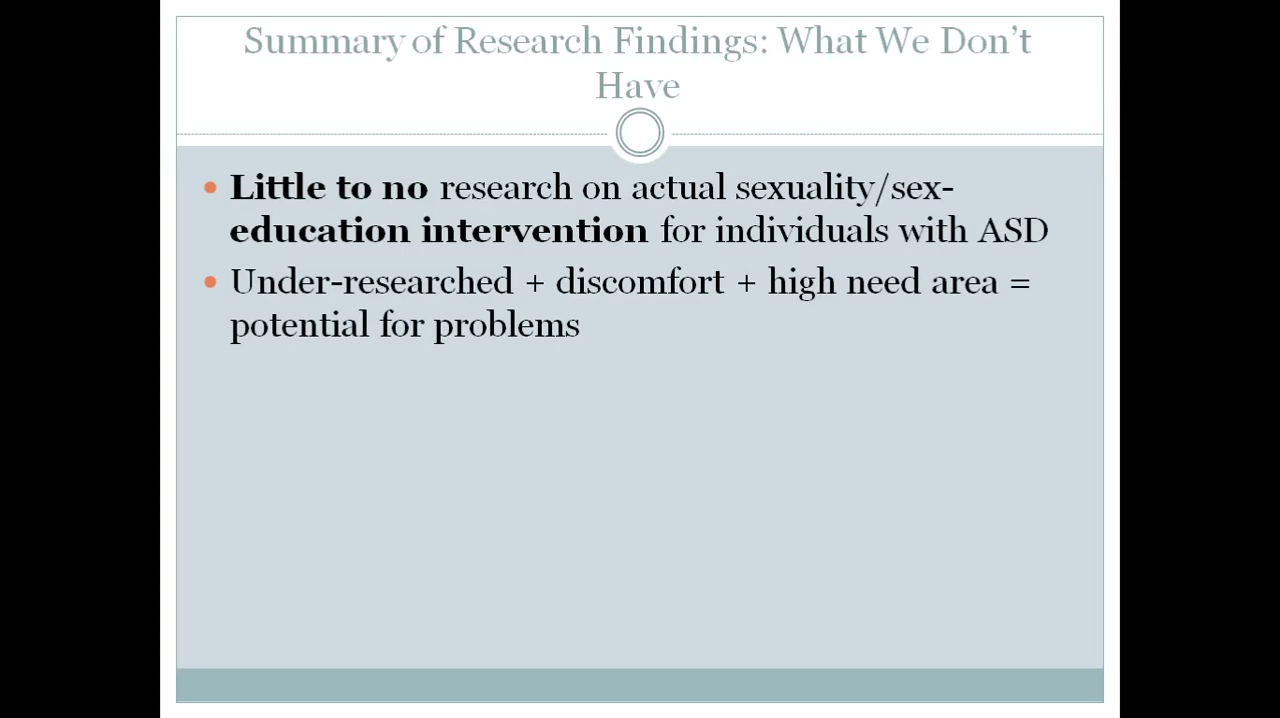 Summary of Research Findings: What We Don’t
Have
• Little to no research on actual sexuality/sex-
education intervention for individuals with ASD
• Under-researched + discomfort + high need area =
potential for problems